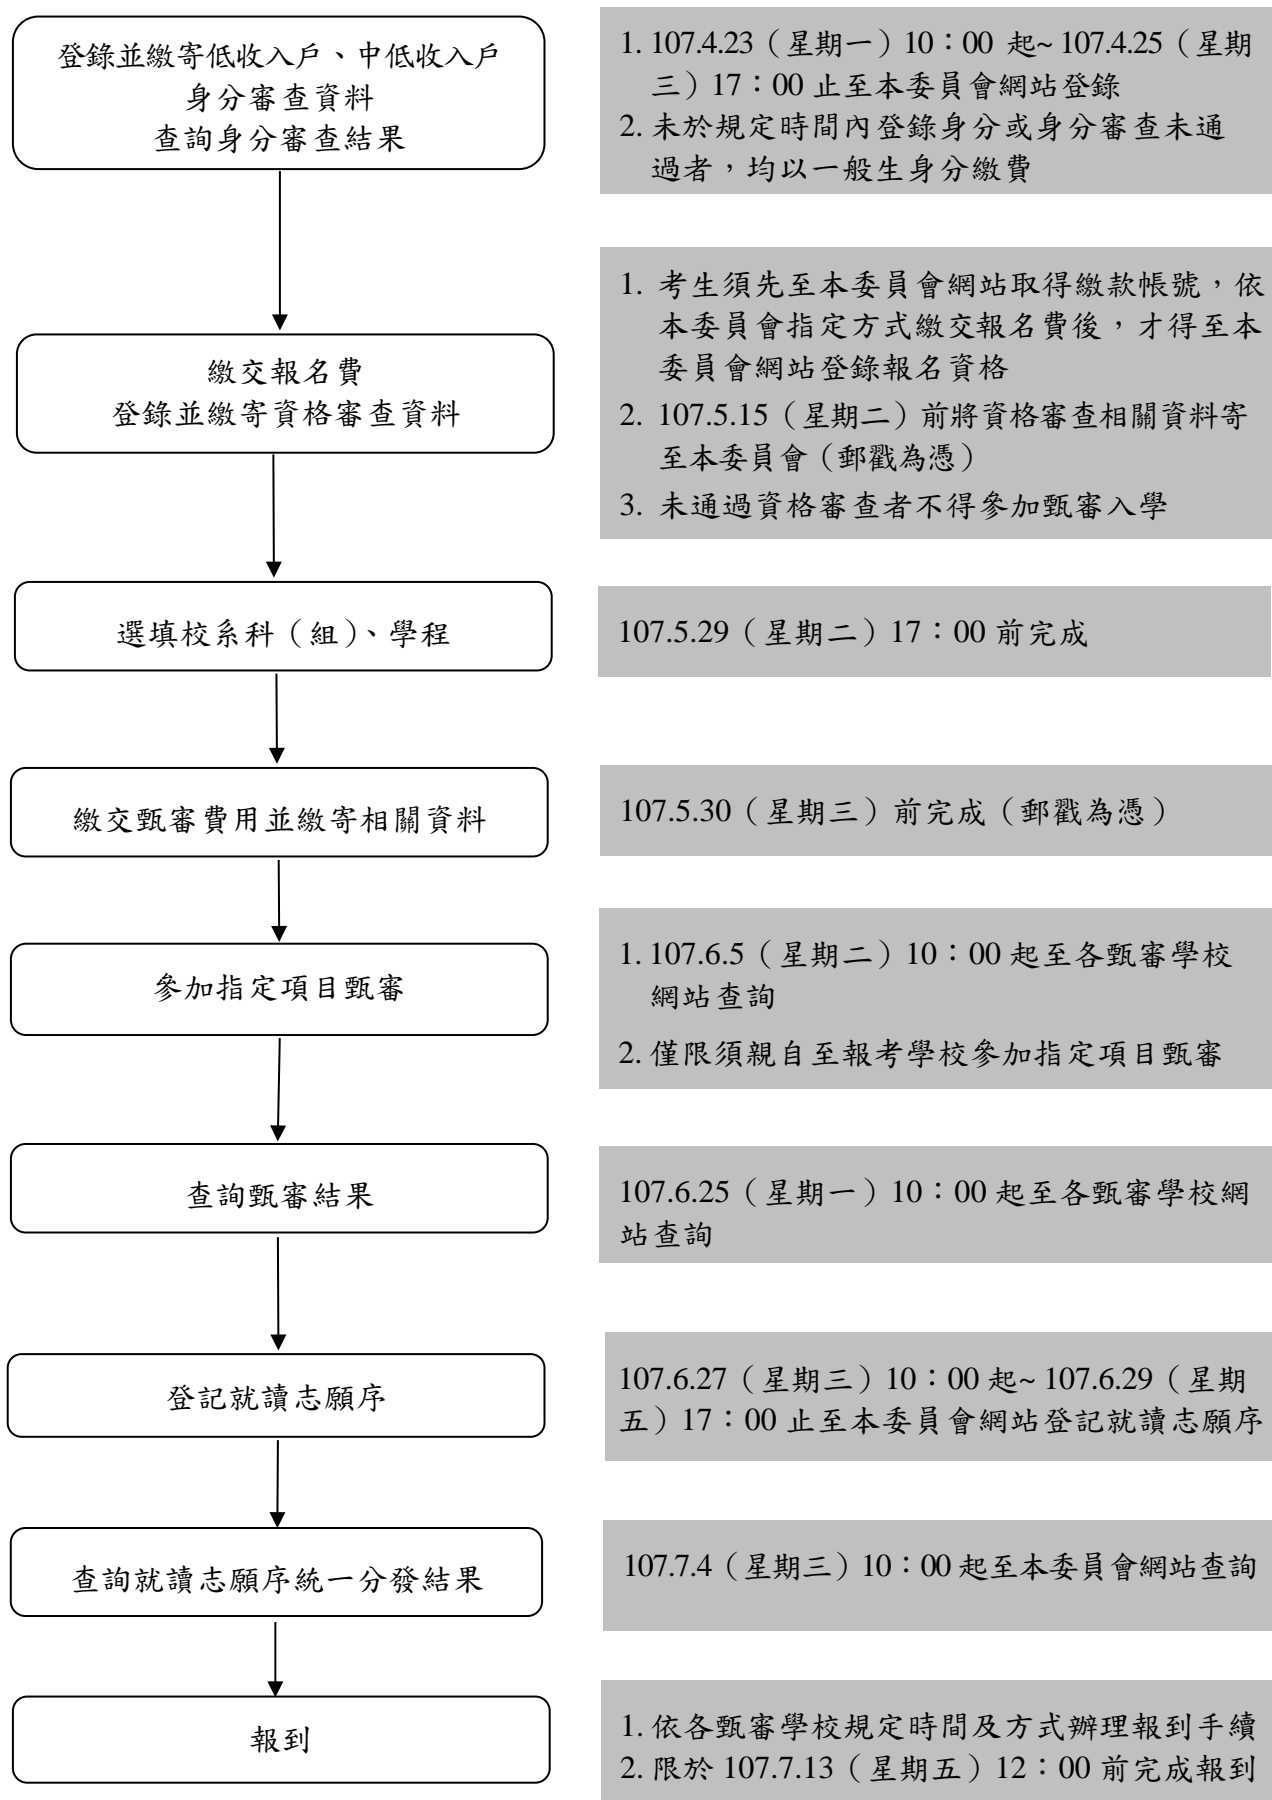 登錄並繳寄低收入戶、中低收入戶
身分審查資料
查詢身分審查結果
1. 107.4.23（星期一）10：00 起~ 107.4.25（星期
三）17：00 止至本委員會網站登錄
2. 未於規定時間內登錄身分或身分審查未通
過者，均以一般生身分繳費
繳交報名費
登錄並繳寄資格審查資料
1. 考生須先至本委員會網站取得繳款帳號，依
本委員會指定方式繳交報名費後，才得至本
委員會網站登錄報名資格
2. 107.5.15（星期二）前將資格審查相關資料寄
至本委員會（郵戳為憑）
3. 未通過資格審查者不得參加甄審入學
選填校系科（組）、學程
107.5.29（星期二）17：00 前完成
繳交甄審費用並繳寄相關資料
107.5.30（星期三）前完成（郵戳為憑）
參加指定項目甄審
1. 107.6.5（星期二）10：00 起至各甄審學校
網站查詢
2. 僅限須親自至報考學校參加指定項目甄審
查詢甄審結果
107.6.25（星期一）10：00 起至各甄審學校網
站查詢
登記就讀志願序
107.6.27（星期三）10：00 起~ 107.6.29（星期
五）17：00 止至本委員會網站登記就讀志願序
查詢就讀志願序統一分發結果
107.7.4（星期三）10：00 起至本委員會網站查詢
報到
1. 依各甄審學校規定時間及方式辦理報到手續
2. 限於 107.7.13（星期五）12：00 前完成報到